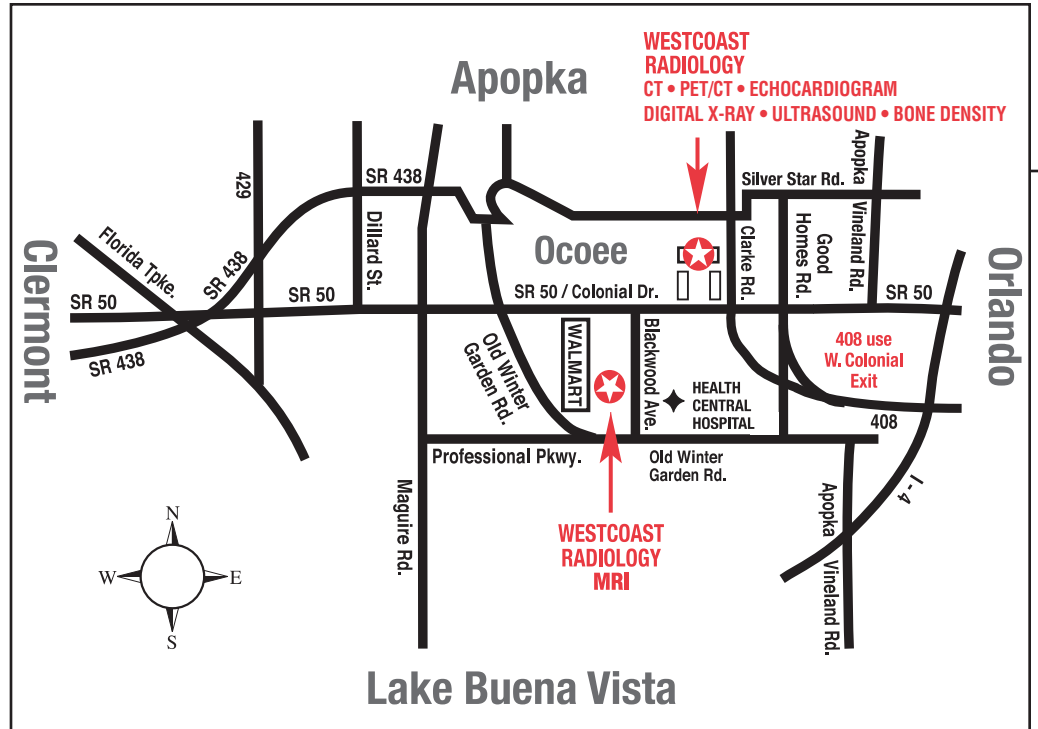 WESTCOAST
RADIOLOGY
CT • PET/CT • ECHOCARDIOGRAM
DIGITAL X-RAY • ULTRASOUND • BONE DENSITY
Apopka
SR 438
Silver Star Rd.
429
Dillard St.
Apopka Vineland Rd.
Good
Homes Rd.
Clarke Rd.
Ocoee
Clermont
Florida Tpke.
SR 438
SR 50
SR 50
SR 50 / Colonial Dr.
SR 50
Orlando
SR 438
Old Winter
Garden Rd.
WALMART
Blackwood Ave.
408 use
W. Colonial
Exit
HEALTH
CENTRAL
HOSPITAL
408
Professional Pkwy.
Old Winter
Garden Rd.
Maguire Rd.
I-4
Apopka Vineland Rd.
WESTCOAST
RADIOLOGY
MRI
N
W
E
S
Lake Buena Vista